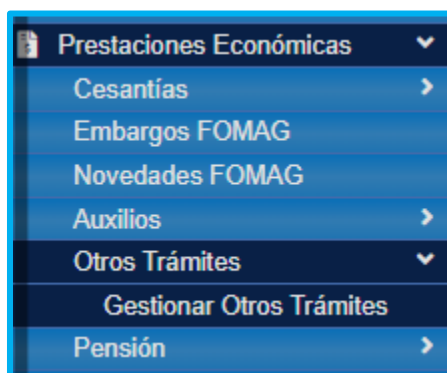 Prestaciones Económicas
Cesantías
Embargos FOMAG
Novedades FOMAG
Auxilios
Otros Trámites
Gestionar Otros Trámites
Pensión